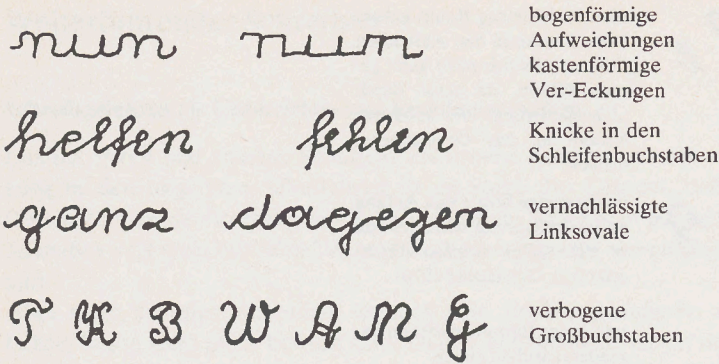 nun nun bogenförmige
Aufweichungen
kastenförmige
Ver-Eckungen
helfen fehlen Knicke in den
Schleifenbuchstaben
ganz dagegen vernachlässigte
Linksovale
T K B W A N G verbogene
Großbuchstaben